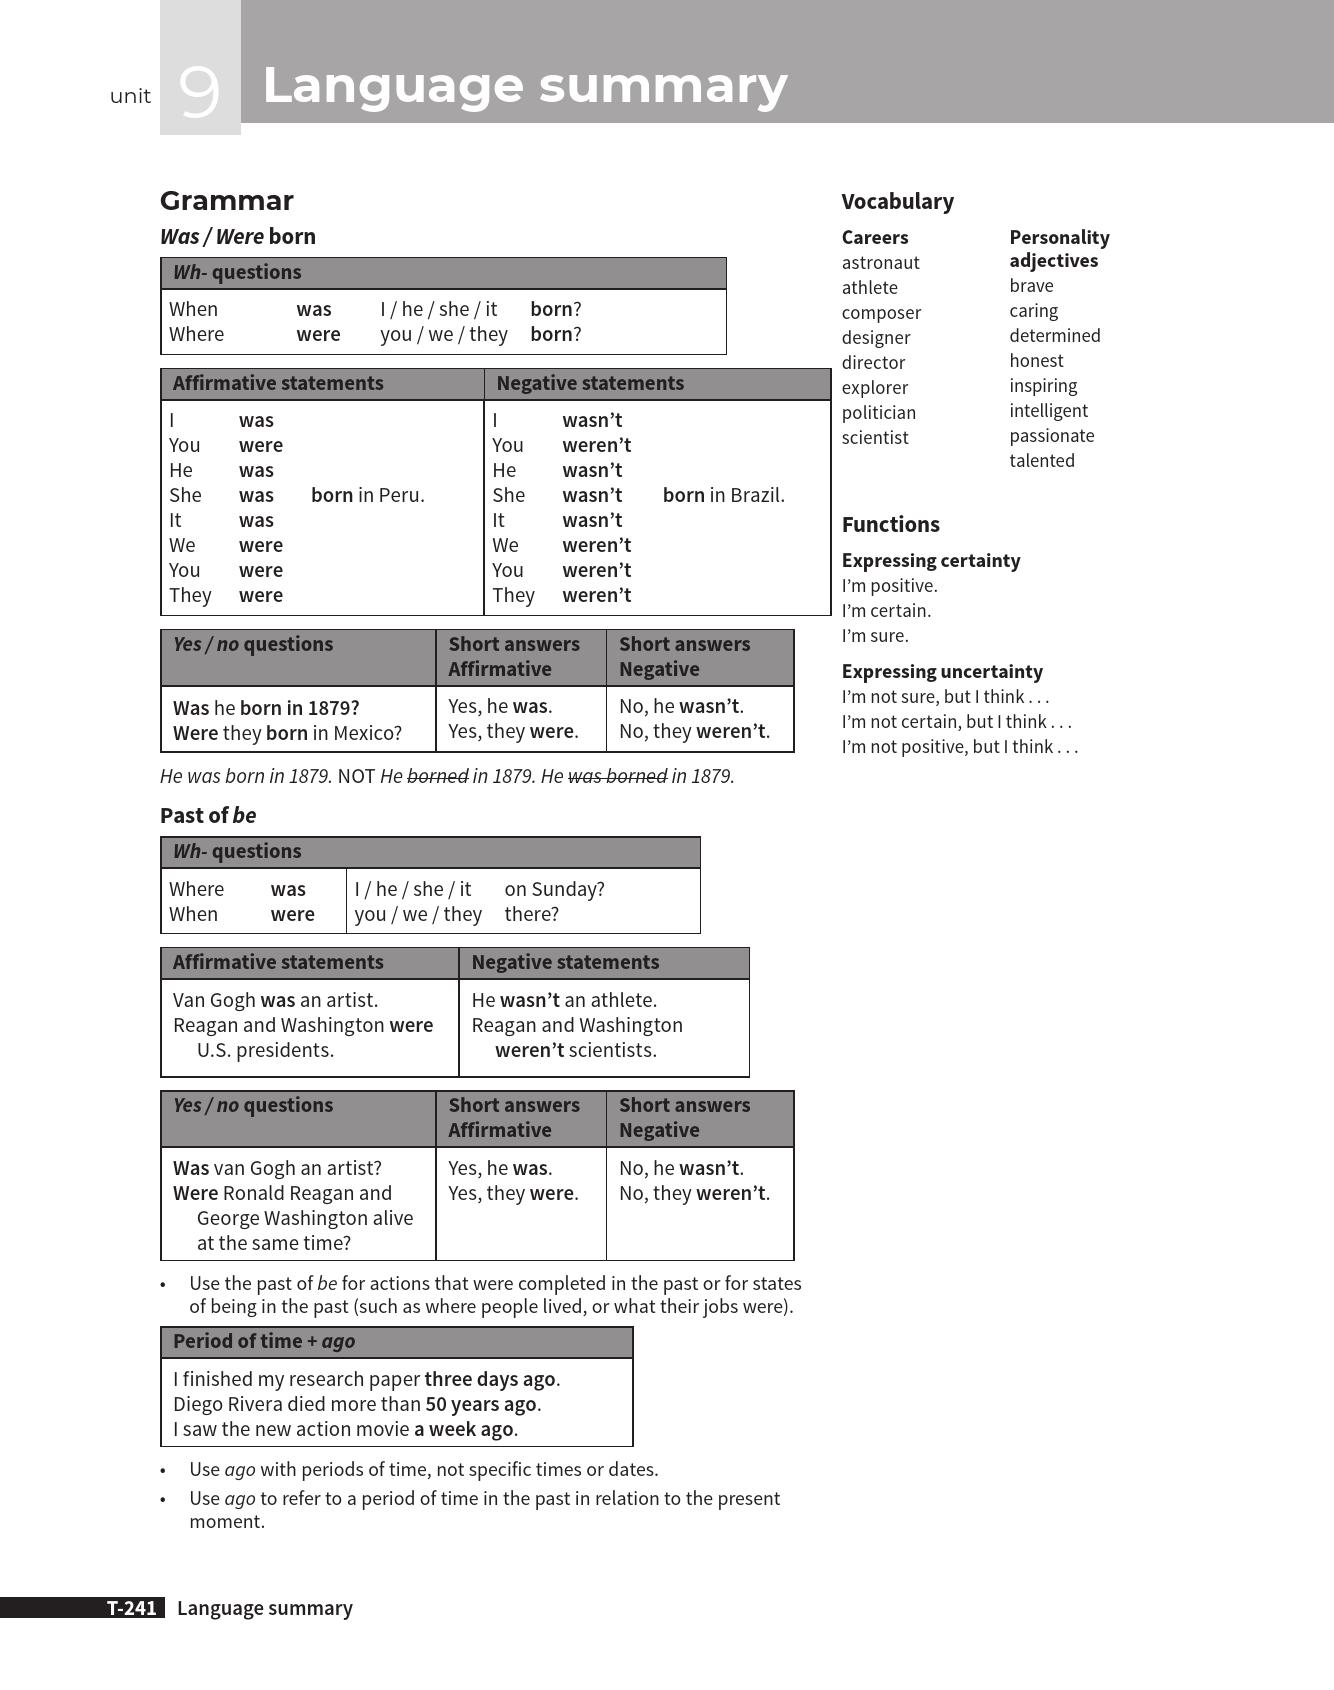 unit 9 Language summary
Grammar
Was / Were born
Wh- questions
When was I / he / she / it born?
Where were you / we / they born?
Affirmative statements Negative statements
I was I wasn’t
You were You weren’t
He was He wasn’t
She was born in Peru. She wasn’t born in Brazil.
It was It wasn’t
We were We weren’t
You were You weren’t
They were They weren’t
Yes / no questions Short answers Short answers
Affirmative Negative
Was he born in 1879? Yes, he was. No, he wasn’t.
Were they born in Mexico? Yes, they were. No, they weren’t.
He was born in 1879. NOT He borned in 1879. He was borned in 1879.
Past of be
Wh- questions
Where was I / he / she / it on Sunday?
When were you / we / they there?
Affirmative statements Negative statements
Van Gogh was an artist. He wasn’t an athlete.
Reagan and Washington were Reagan and Washington
U.S. presidents. weren’t scientists.
Yes / no questions Short answers Short answers
Affirmative Negative
Was van Gogh an artist? Yes, he was. No, he wasn’t.
Were Ronald Reagan and Yes, they were. No, they weren’t.
George Washington alive
at the same time?
• Use the past of be for actions that were completed in the past or for states
of being in the past (such as where people lived, or what their jobs were).
Period of time + ago
I finished my research paper three days ago.
Diego Rivera died more than 50 years ago.
I saw the new action movie a week ago.
• Use ago with periods of time, not specific times or dates.
• Use ago to refer to a period of time in the past in relation to the present
moment.
Vocabulary
Careers
astronaut
athlete
composer
designer
director
explorer
politician
scientist
Personality
adjectives
brave
caring
determined
honest
inspiring
intelligent
passionate
talented
Functions
Expressing certainty
I’m positive.
I’m certain.
I’m sure.
Expressing uncertainty
I’m not sure, but I think . . .
I’m not certain, but I think . . .
I’m not positive, but I think . . .
T-241 Language summary